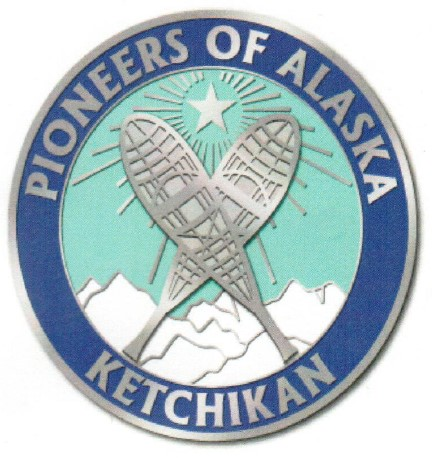 PIONEERS OF ALASKA
KETCHIKAN